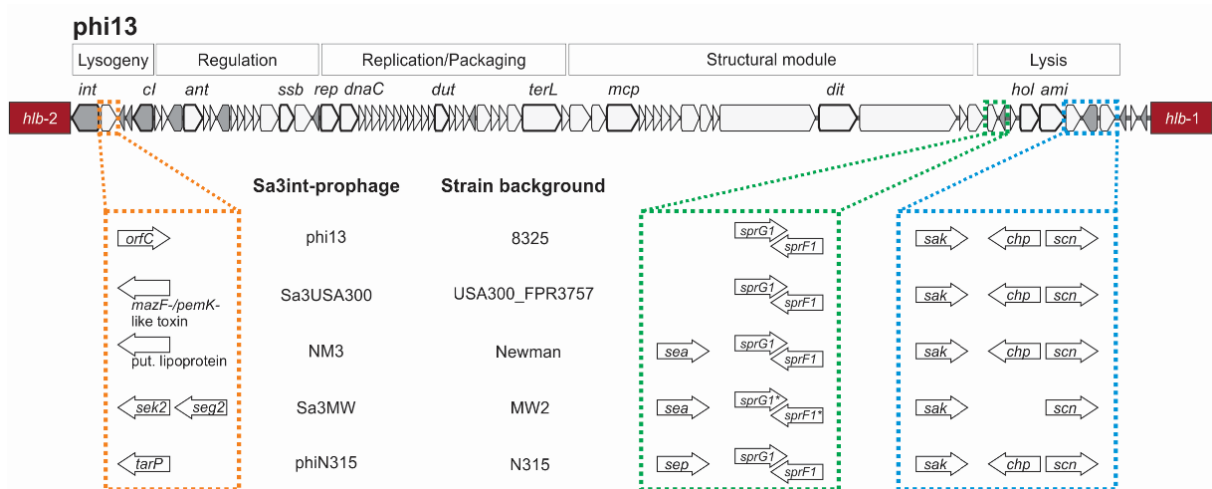 phi13
Lysogeny Regulation Replication/Packaging Structural module Lysis
int cI ant ssb rep dnaC dut terL mcp dit hol ami
hlb-2 hlb-1
Sa3int-prophage Strain background
orfC phi13 8325 sprG1 sprF1 sak chp scn
mazF-/pemK-
like toxin
Sa3USA300 USA300_FPR3757 sprG1 sprF1 sak chp scn
put. lipoprotein NM3 Newman sea sprG1 sprF1 sak chp scn
sek2 seg2 Sa3MW MW2 sea sprG1* sprF1* sak scn
tarP phiN315 N315 sep sprG1 sprF1 sak chp scn